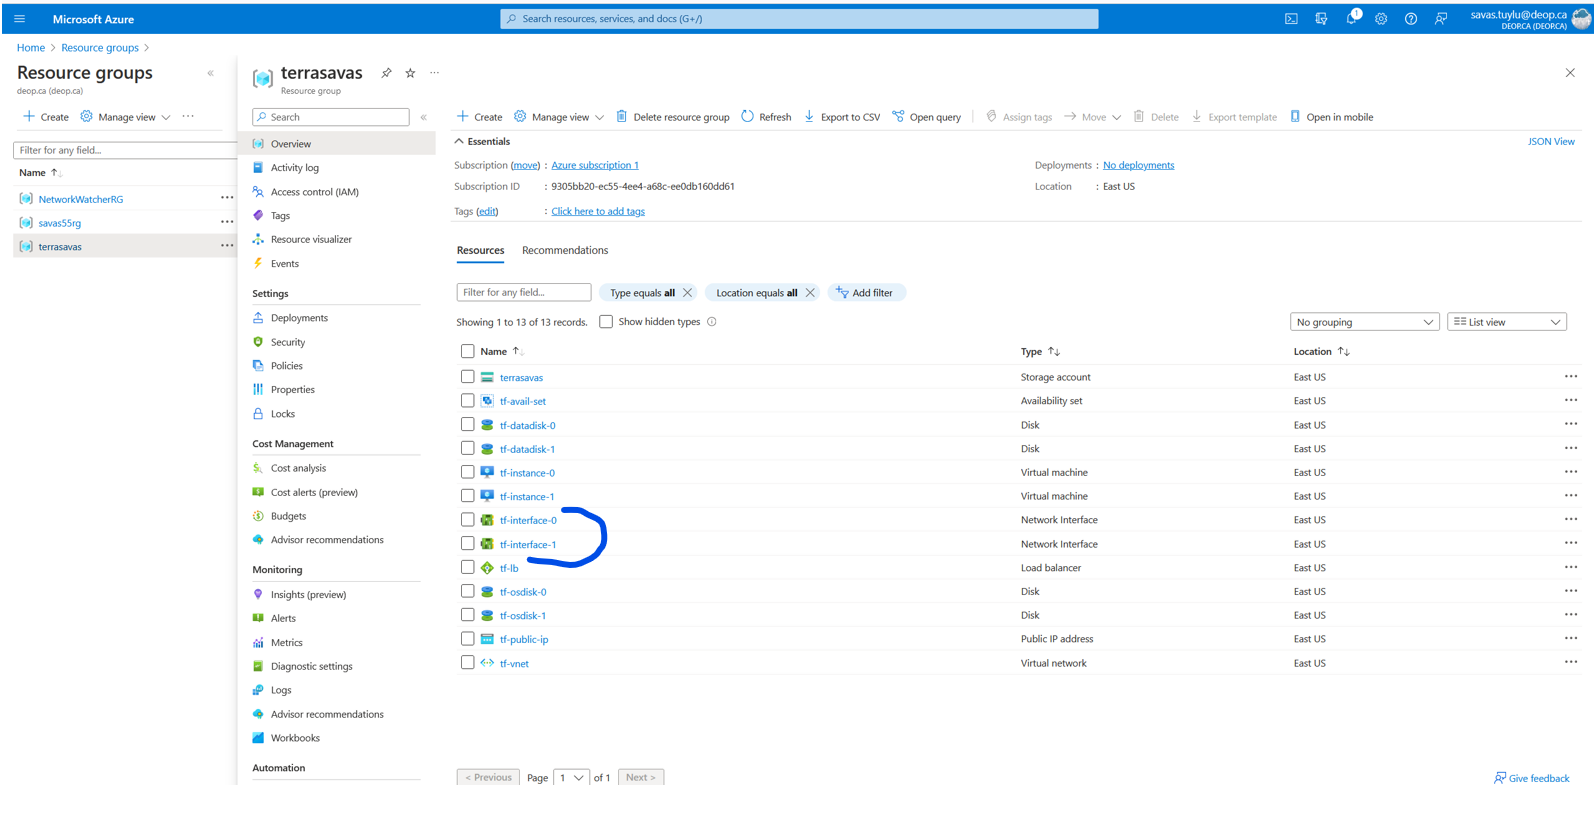 Microsoft Azure
Search resources, services, and docs (G+/)
1
savas.tuylu@deop.ca
DEOP.CA (DEOP.CA)
Home > Resource groups >
Resource groups
deop.ca (deop.ca)
Create Manage view
Filter for any field...
Name
NetworkWatcherRG
savas55rg
terrasavas
terrasavas
Resource group
Search
Overview
Activity log
Access control (IAM)
Tags
Resource visualizer
Events
Settings
Deployments
Security
Policies
Properties
Locks
Cost Management
Cost analysis
Cost alerts (preview)
Budgets
Advisor recommendations
Monitoring
Insights (preview)
Alerts
Metrics
Diagnostic settings
Logs
Advisor recommendations
Workbooks
Automation
Create Manage view Delete resource group Refresh Export to CSV Open query Assign tags Move Delete Export template Open in mobile
Essentials
JSON View
Subscription (move) : Azure subscription 1
Deployments : No deployments
Subscription ID : 9305bb20-ec55-4ee4-a68c-ee0db160dd61
Location : East US
Tags (edit) : Click here to add tags
Resources Recommendations
Filter for any field... Type equals all Location equals all Add filter
Showing 1 to 13 of 13 records. Show hidden types
No grouping List view
Name Type Location
terrasavas Storage account East US
tf-avail-set Availability set East US
tf-datadisk-0 Disk East US
tf-datadisk-1 Disk East US
tf-instance-0 Virtual machine East US
tf-instance-1 Virtual machine East US
tf-interface-0 Network Interface East US
tf-interface-1 Network Interface East US
tf-lb Load balancer East US
tf-osdisk-0 Disk East US
tf-osdisk-1 Disk East US
tf-public-ip Public IP address East US
tf-vnet Virtual network East US
< Previous Page 1 of 1 Next >
Give feedback